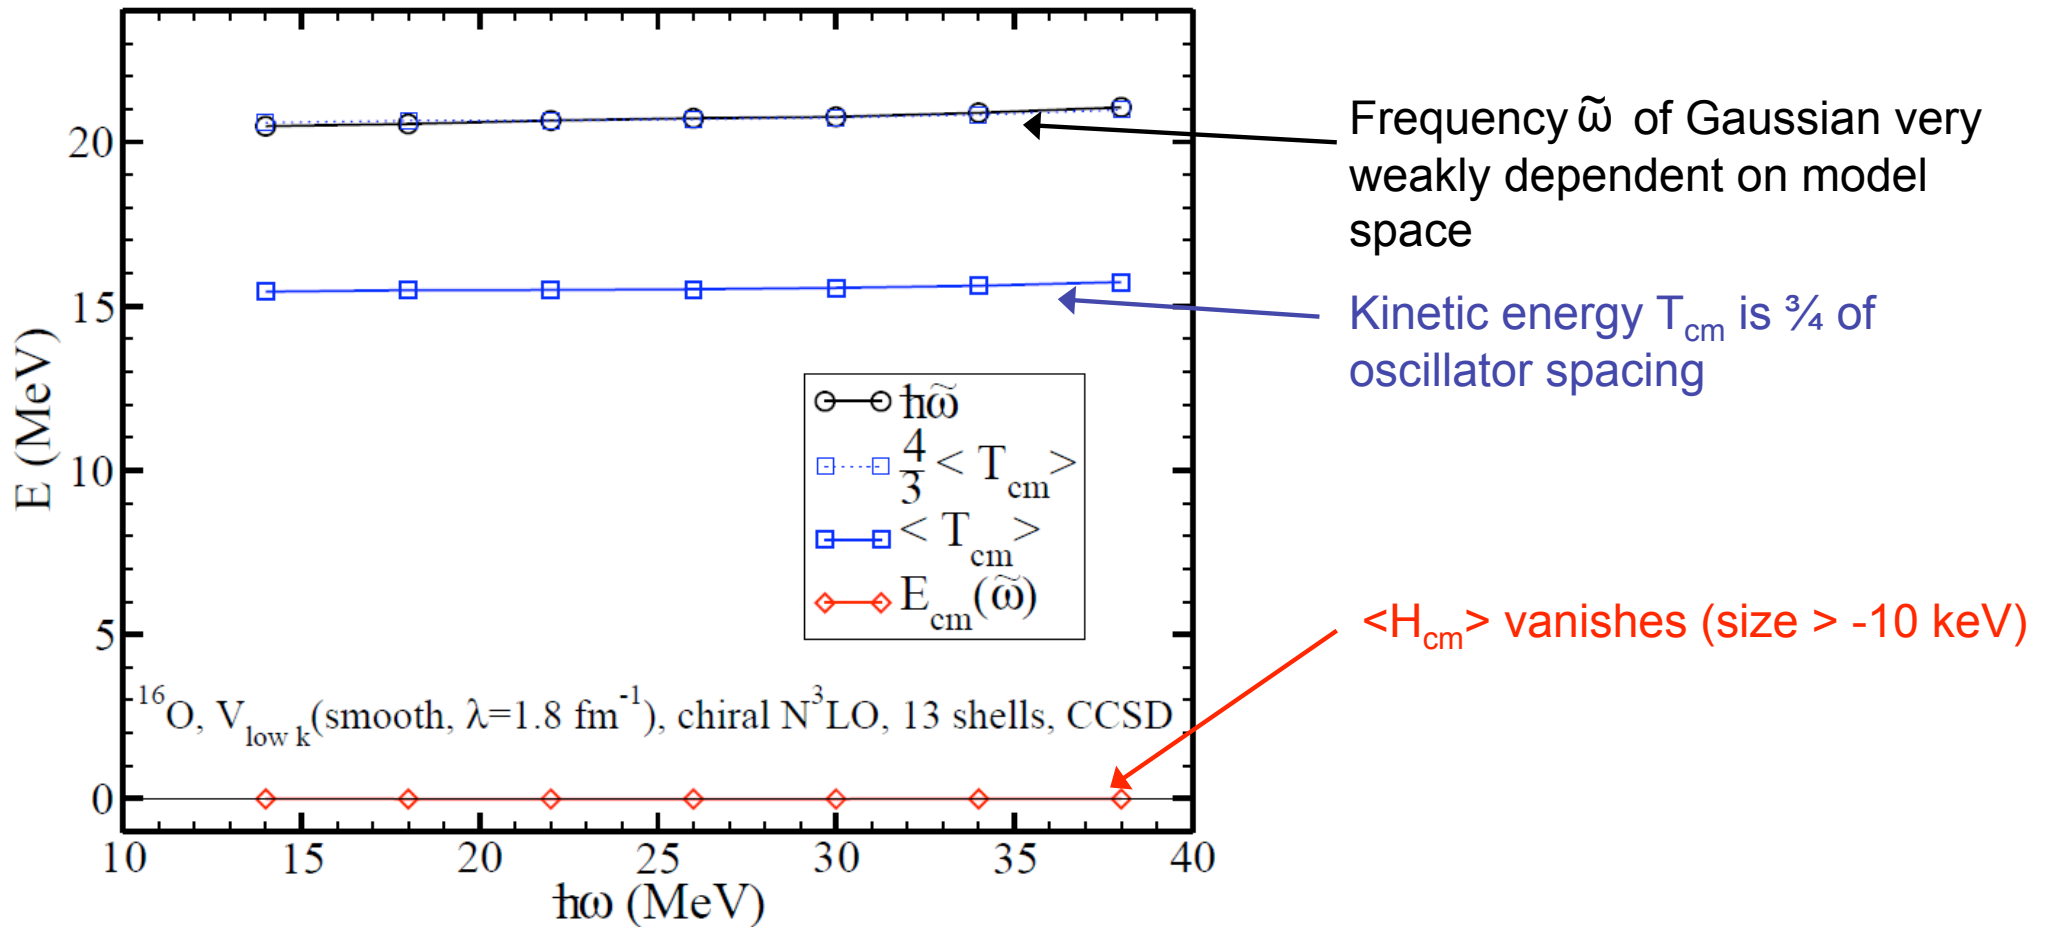 20
15
10
5
0
E (MeV)
10 15 20 25 30 35 40
ħω (MeV)
ħω̃
4/3 < T_cm >
< T_cm >
E_cm(ω̃)
¹⁶O, V_low k(smooth, λ=1.8 fm⁻¹), chiral N³LO, 13 shells, CCSD
Frequency ω̃ of Gaussian very
weakly dependent on model
space
Kinetic energy T_cm is ¾ of
oscillator spacing
<H_cm> vanishes (size > -10 keV)